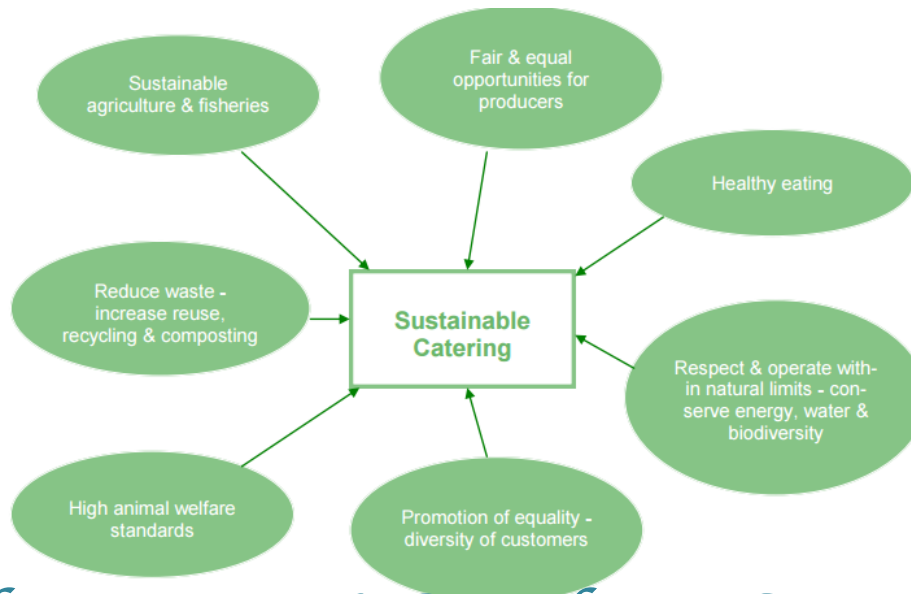 Sustainable
agriculture & fisheries
Fair & equal
opportunities for
producers
Healthy eating
Reduce waste -
increase reuse,
recycling & composting
Sustainable
Catering
Respect & operate with-
in natural limits - con-
serve energy, water &
biodiversity
High animal welfare
standards
Promotion of equality -
diversity of customers